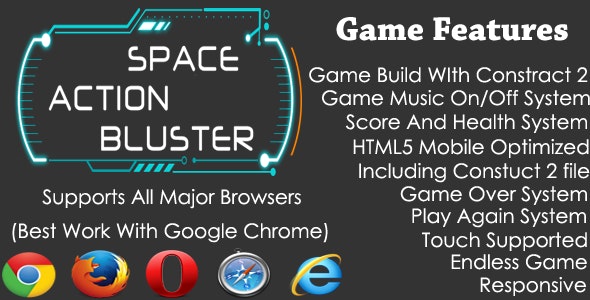 SPACE
ACTION
BLUSTER
Supports All Major Browsers
(Best Work With Google Chrome)
Game Features
Game Build WIth Constract 2
Game Music On/Off System
Score And Health System
HTML5 Mobile Optimized
Including Constuct 2 file
Game Over System
Play Again System
Touch Supported
Endless Game
Responsive